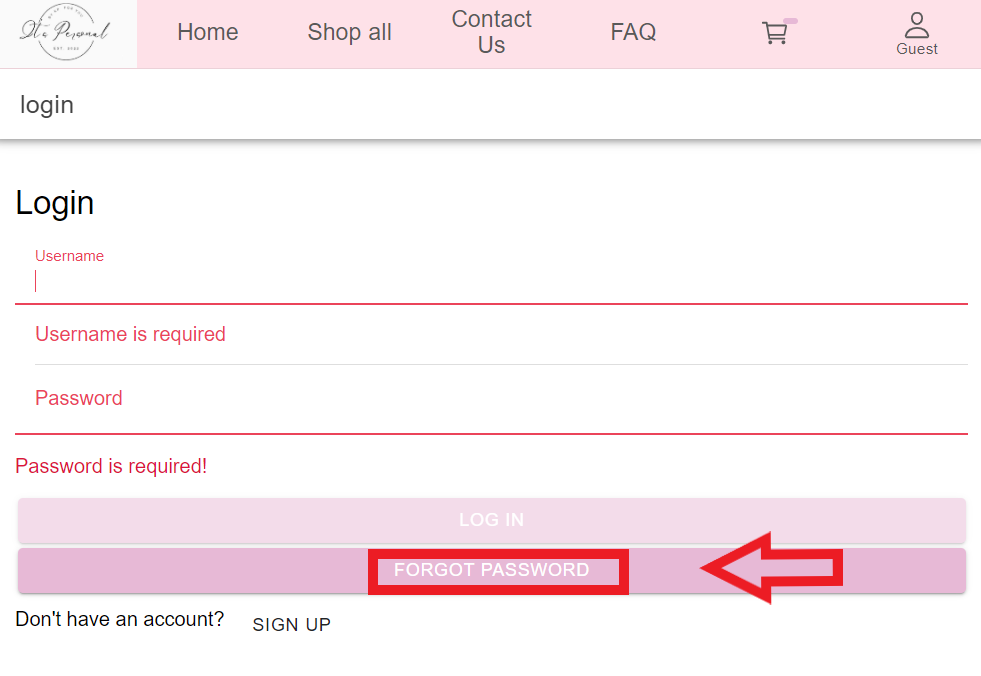 It's Personal
EST. 2020
Home
Shop all
Contact
Us
FAQ
Guest
login
Login
Username
Username is required
Password
Password is required!
LOG IN
FORGOT PASSWORD
Don't have an account? SIGN UP